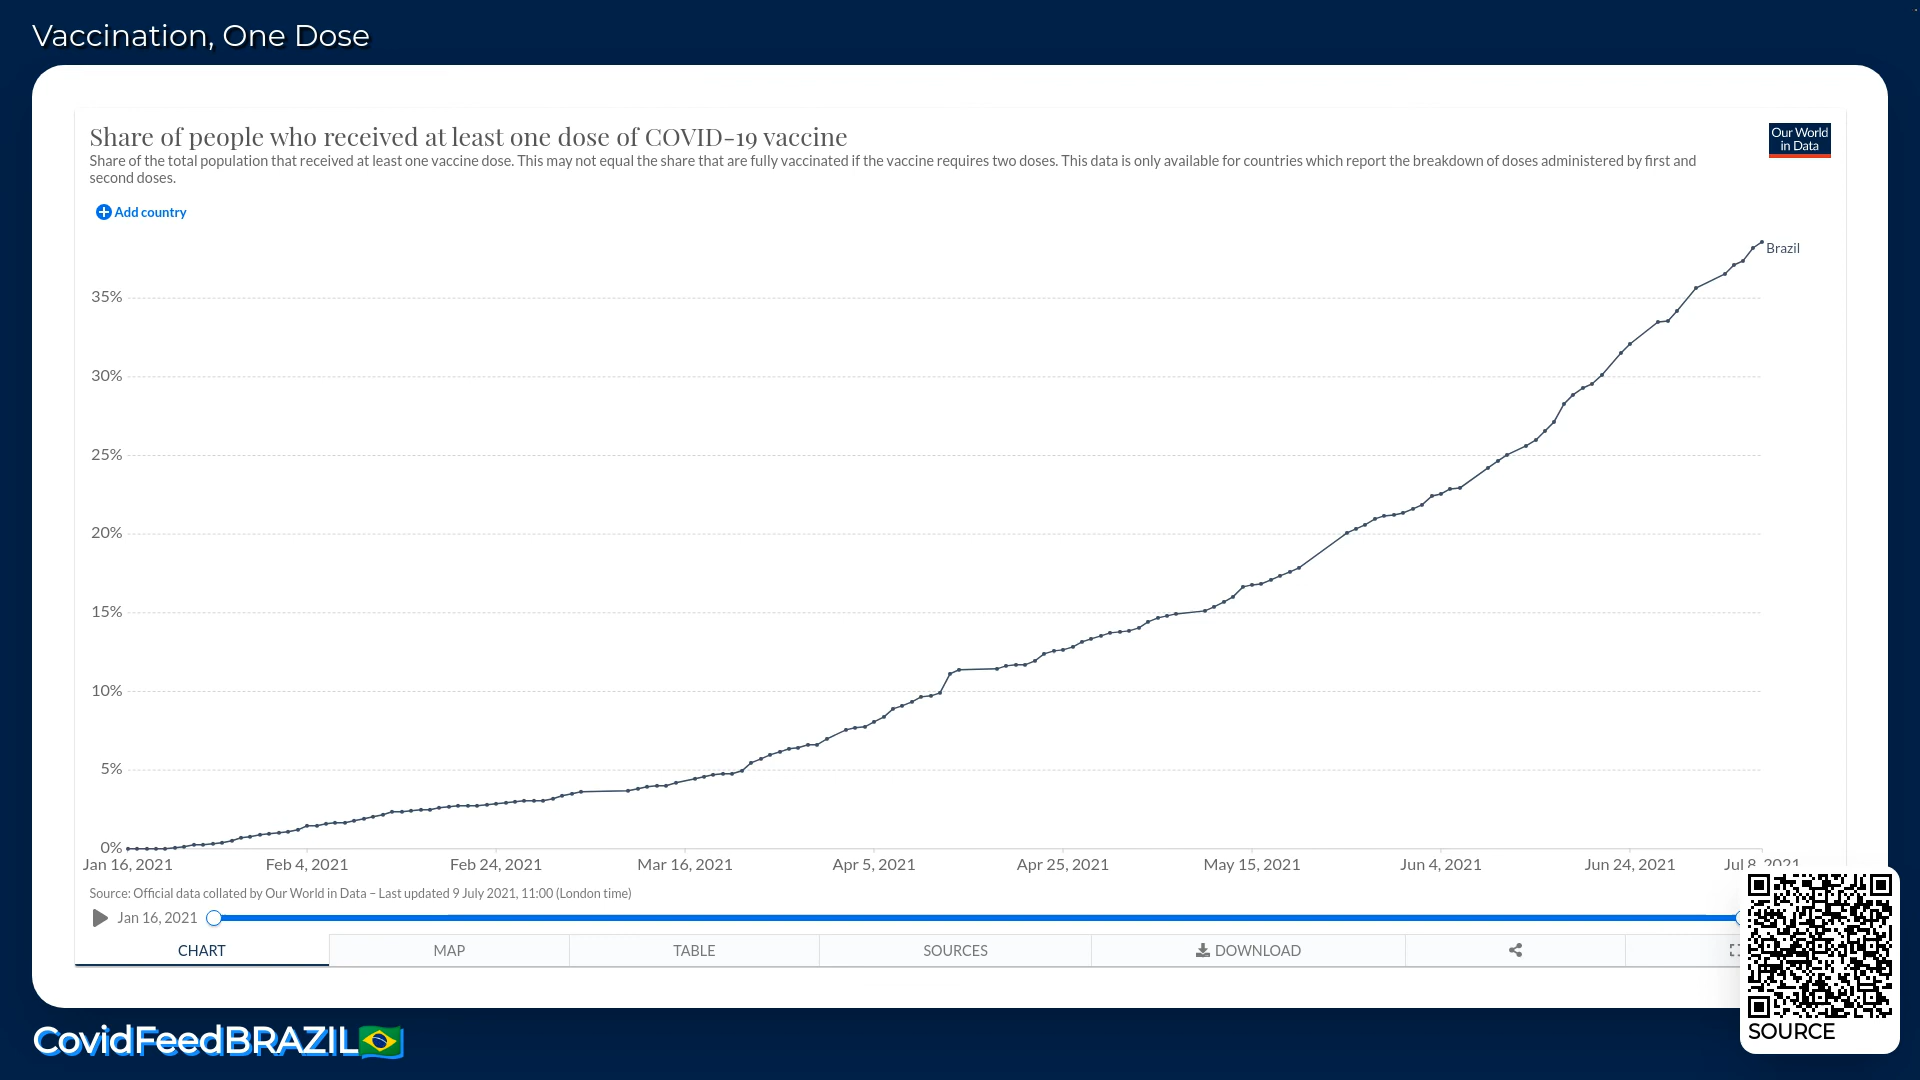 Vaccination, One Dose
Share of people who received at least one dose of COVID-19 vaccine
Our World
in Data
Share of the total population that received at least one vaccine dose. This may not equal the share that are fully vaccinated if the vaccine requires two doses. This data is only available for countries which report the breakdown of doses administered by first and
second doses.
Add country
Brazil
35%
30%
25%
20%
15%
10%
5%
0%
Jan 16, 2021 Feb 4, 2021 Feb 24, 2021 Mar 16, 2021 Apr 5, 2021 Apr 25, 2021 May 15, 2021 Jun 4, 2021 Jun 24, 2021 Jul 8, 2021
Source: Official data collated by Our World in Data – Last updated 9 July 2021, 11:00 (London time)
Jan 16, 2021
CHART MAP TABLE SOURCES DOWNLOAD
SOURCE
CovidFeedBRAZIL